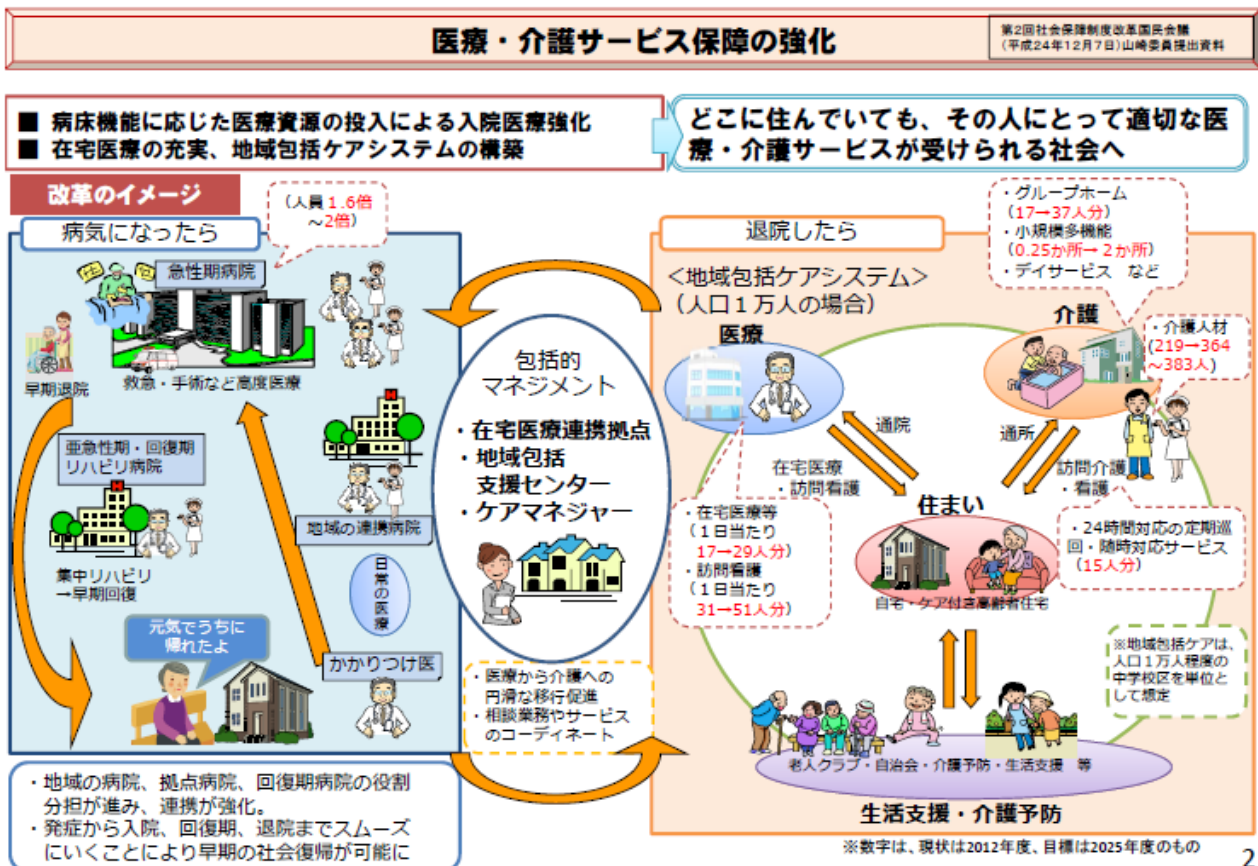 医療・介護サービス保障の強化
第2回社会保障制度改革国民会議
(平成24年12月7日)山崎委員提出資料
■ 病床機能に応じた医療資源の投入による入院医療強化
■ 在宅医療の充実、地域包括ケアシステムの構築
どこに住んでいても、その人にとって適切な医
療・介護サービスが受けられる社会へ
改革のイメージ
病気になったら
(人員1.6倍
～2倍)
急性期病院
早期退院
救急・手術など高度医療
亜急性期・回復期
リハビリ病院
集中リハビリ
→早期回復
地域の連携病院
日常の医療
元気でうちに
帰れたよ
かかりつけ医
・地域の病院、拠点病院、回復期病院の役割
分担が進み、連携が強化。
・発症から入院、回復期、退院までスムーズ
にいくことにより早期の社会復帰が可能に
包括的
マネジメント
・在宅医療連携拠点
・地域包括
支援センター
・ケアマネジャー
・医療から介護への
円滑な移行促進
・相談業務やサービス
のコーディネート
退院したら
＜地域包括ケアシステム＞
(人口1万人の場合)
・グループホーム
(17→37人分)
・小規模多機能
(0.25か所→2か所)
・デイサービス など
医療
介護
・介護人材
(219→364
～383人)
通院
通所
在宅医療
・訪問看護
訪問介護
・看護
住まい
・在宅医療等
(1日当たり
17→29人分)
・訪問看護
(1日当たり
31→51人分)
・24時間対応の定期巡
回・随時対応サービス
(15人分)
自宅・ケア付き高齢者住宅
※地域包括ケアは、
人口1万人程度の
中学校区を単位と
して想定
老人クラブ・自治会・介護予防・生活支援 等
生活支援・介護予防
※数字は、現状は2012年度、目標は2025年度のもの
2